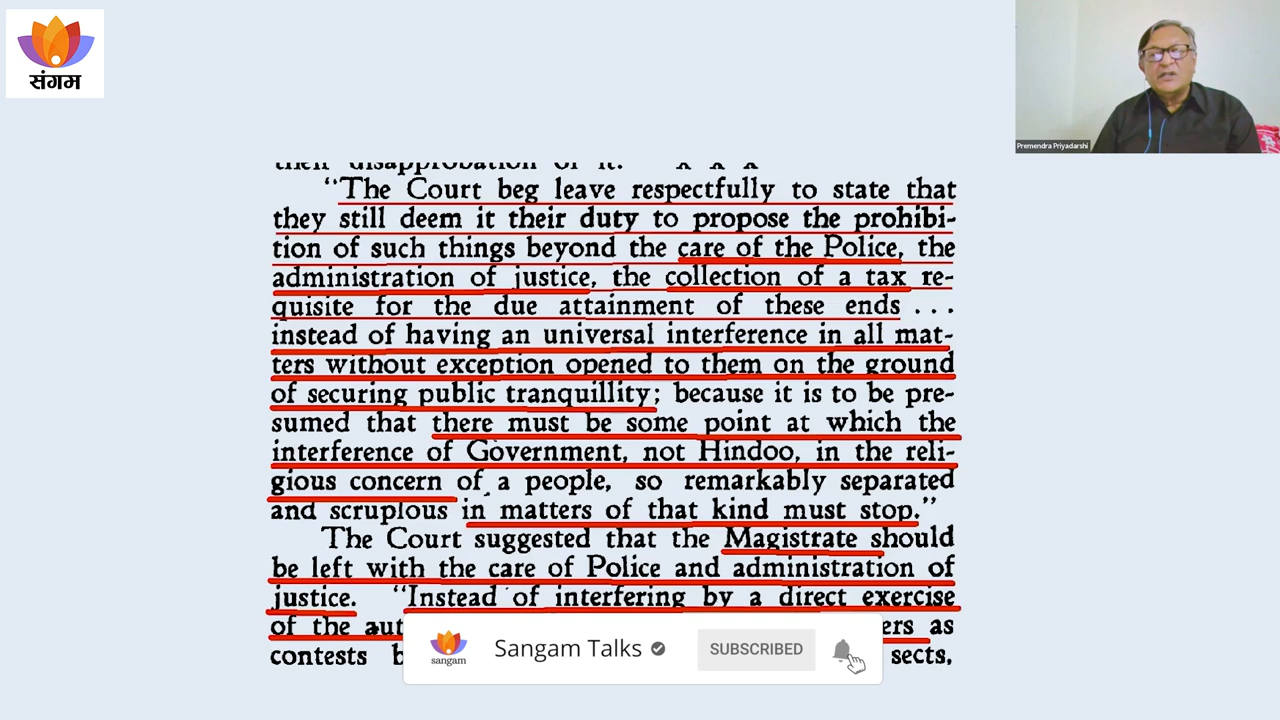 संगम
Premendra Priyadarshi
their disapprobation of it. x x x
“The Court beg leave respectfully to state that
they still deem it their duty to propose the prohibi-
tion of such things beyond the care of the Police, the
administration of justice, the collection of a tax re-
quisite for the due attainment of these ends . . .
instead of having an universal interference in all mat-
ters without exception opened to them on the ground
of securing public tranquillity; because it is to be pre-
sumed that there must be some point at which the
interference of Government, not Hindoo, in the reli-
gious concern of a people, so remarkably separated
and scruplous in matters of that kind must stop.”
The Court suggested that the Magistrate should
be left with the care of Police and administration of
justice. “Instead of interfering by a direct exercise
of the as
contests sects,
sangam
Sangam Talks
SUBSCRIBED